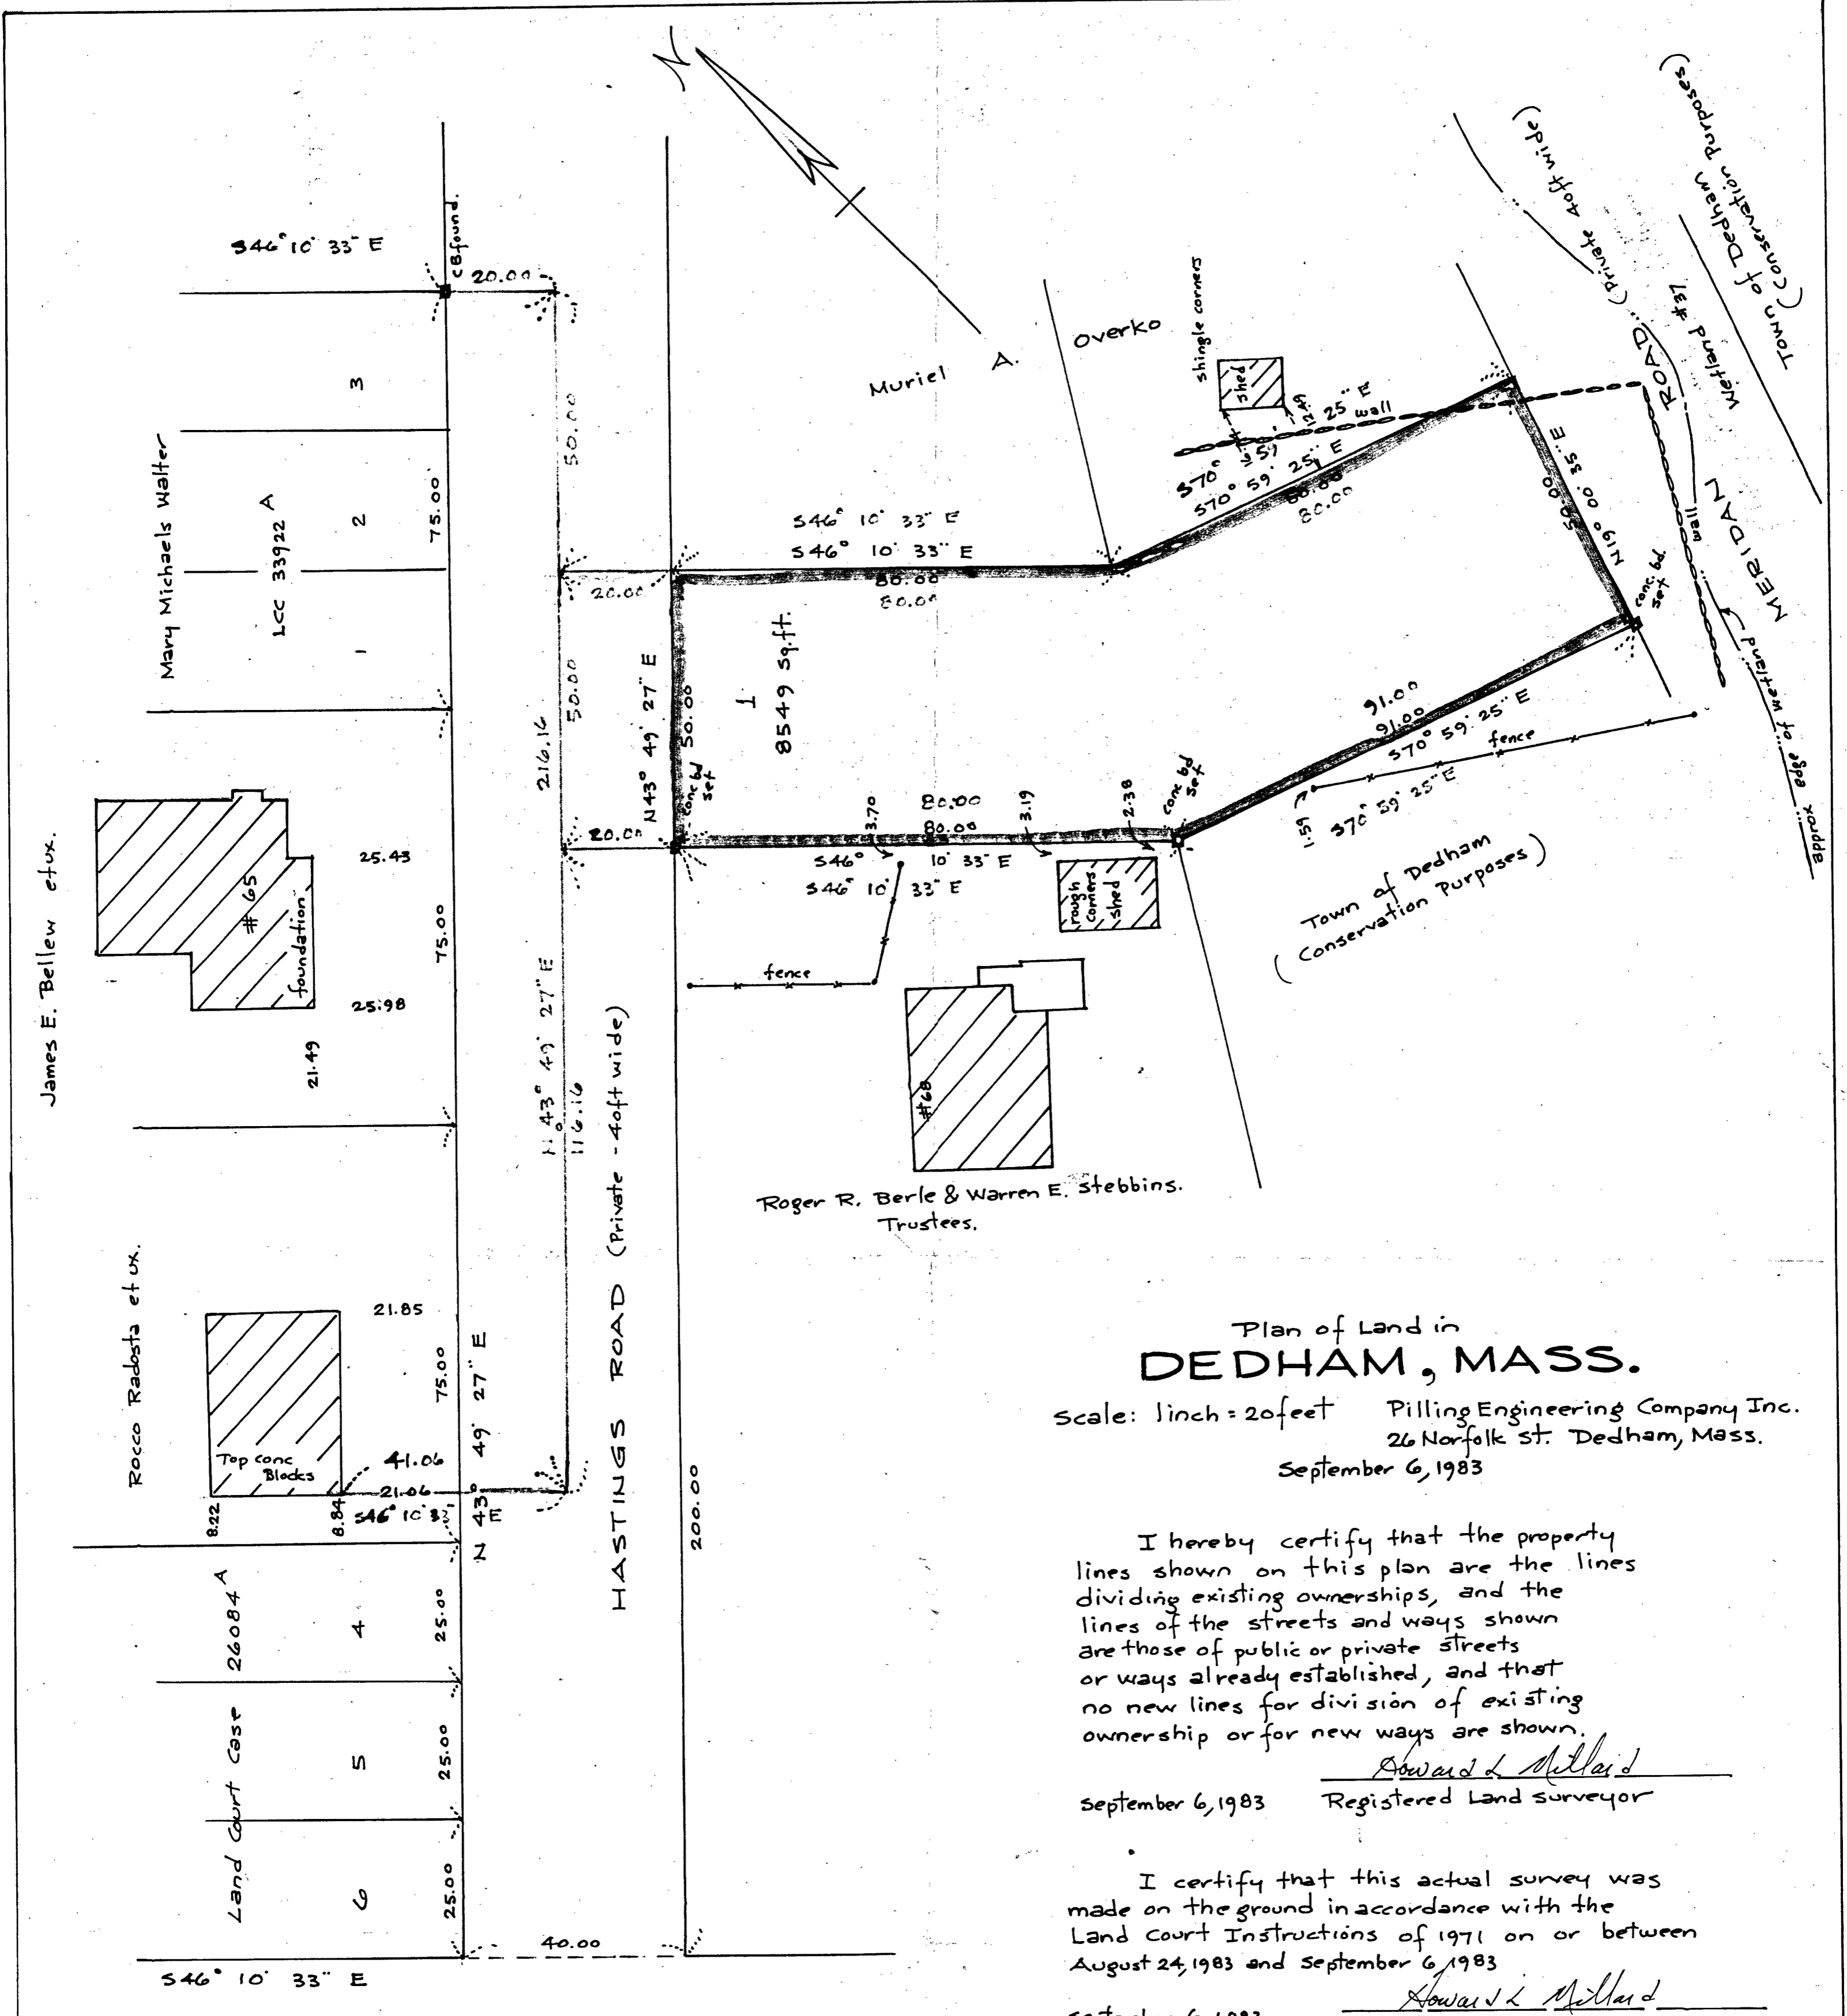 N
S46° 10' 33" E
CB found.
20.00
3
50.00
Mary Michaels Walter
LCC 33922 A
2
75.00
1
Muriel A. Overko
shingle corners
shed
12.49
wall
S70° 59' 25" E
S70° 59' 25" E
80.00
80.00
(Private 40ft wide)
Town of Dedham
(Conservation Purposes)
Wetland #37
MERIDAN ROAD
wall
approx. edge of wetland
N19° 00' 35" E
50.00
conc. bd.
set
S46° 10' 33" E
S46° 10' 33" E
80.00
80.00
20.00
50.00
216.16
N43° 49' 27" E
50.00
conc bd
set
1
8549 sq.ft.
91.00
91.00
S70° 59' 25" E
fence
S70° 59' 25" E
1.59
20.00
3.70
80.00
80.00
3.19
2.38
conc bd
set
S46° 10' 33" E
S46° 10' 33" E
rough
corners
shed
Town of Dedham
(Conservation Purposes)
fence
#68
Roger R. Berle & Warren E. Stebbins.
Trustees.
James E. Bellew et ux.
#65
foundation
25.43
25.98
21.49
75.00
N 43° 49' 27" E
116.16
HASTINGS ROAD (Private - 40ft wide)
Rocco Radosta et ux.
21.85
75.00
Top conc
Blocks
41.06
21.06
8.22
8.84
S46° 10' 33" E
N 43° 49' 27" E
200.00
Land Court Case 26084 A
4
25.00
5
25.00
6
25.00
40.00
S46° 10' 33" E
Plan of Land in
DEDHAM, MASS.
Scale: 1inch = 20feet
Pilling Engineering Company Inc.
26 Norfolk St. Dedham, Mass.
September 6, 1983
I hereby certify that the property
lines shown on this plan are the lines
dividing existing ownerships, and the
lines of the streets and ways shown
are those of public or private streets
or ways already established, and that
no new lines for division of existing
ownership or for new ways are shown.
Howard L Millard
September 6, 1983 Registered Land Surveyor
I certify that this actual survey was
made on the ground in accordance with the
Land Court Instructions of 1971 on or between
August 24, 1983 and September 6, 1983
Howard L Millard